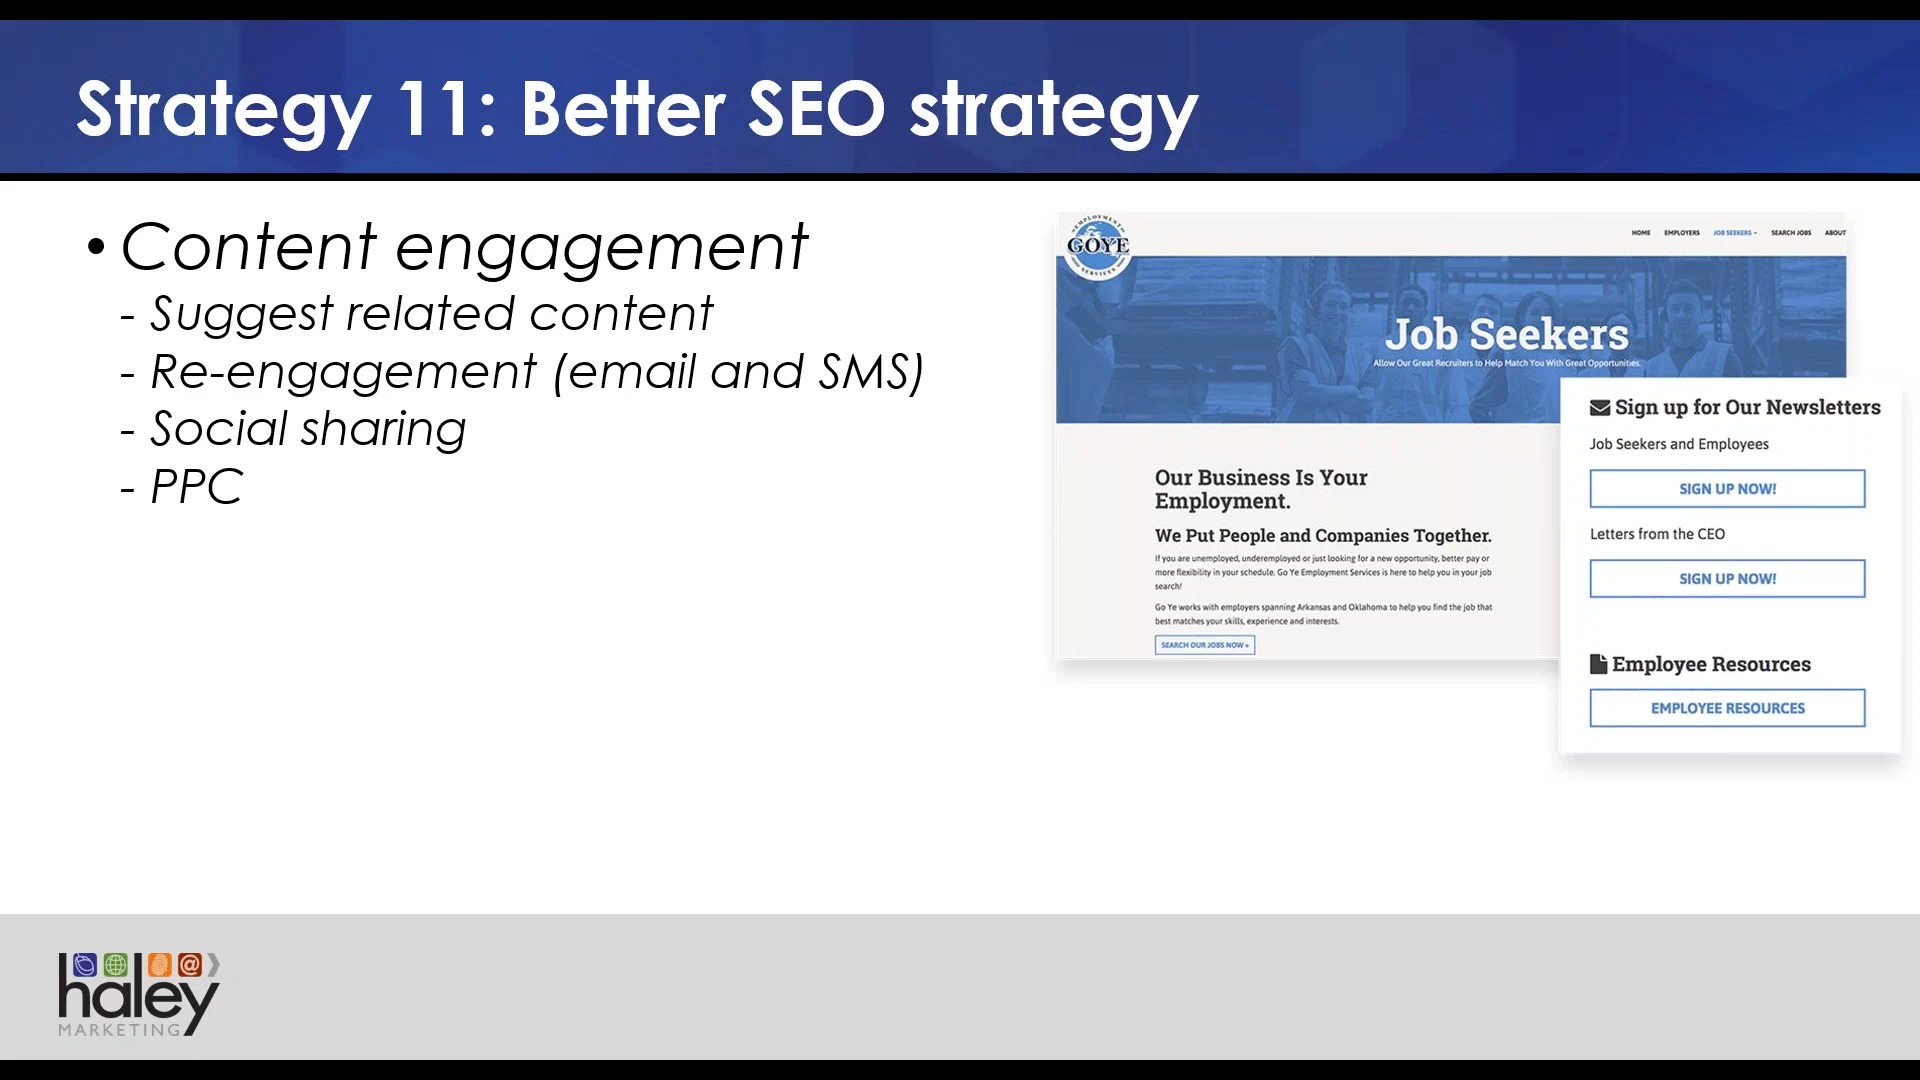 Strategy 11: Better SEO strategy
• Content engagement
- Suggest related content
- Re-engagement (email and SMS)
- Social sharing
- PPC
EMPLOYMENT
GOYE
SERVICES
HOME EMPLOYERS JOB SEEKERS SEARCH JOBS ABOUT
Job Seekers
Allow Our Great Recruiters to Help Match You With Great Opportunities.
Our Business Is Your
Employment.
We Put People and Companies Together.
If you are unemployed, underemployed or just looking for a new opportunity, better pay or
more flexibility in your schedule. Go Ye Employment Services is here to help you in your job
search!
Go Ye works with employers spanning Arkansas and Oklahoma to help you find the job that
best matches your skills, experience and interests.
SEARCH OUR JOBS NOW »
Sign up for Our Newsletters
Job Seekers and Employees
SIGN UP NOW!
Letters from the CEO
SIGN UP NOW!
Employee Resources
EMPLOYEE RESOURCES
@
haley
MARKETING